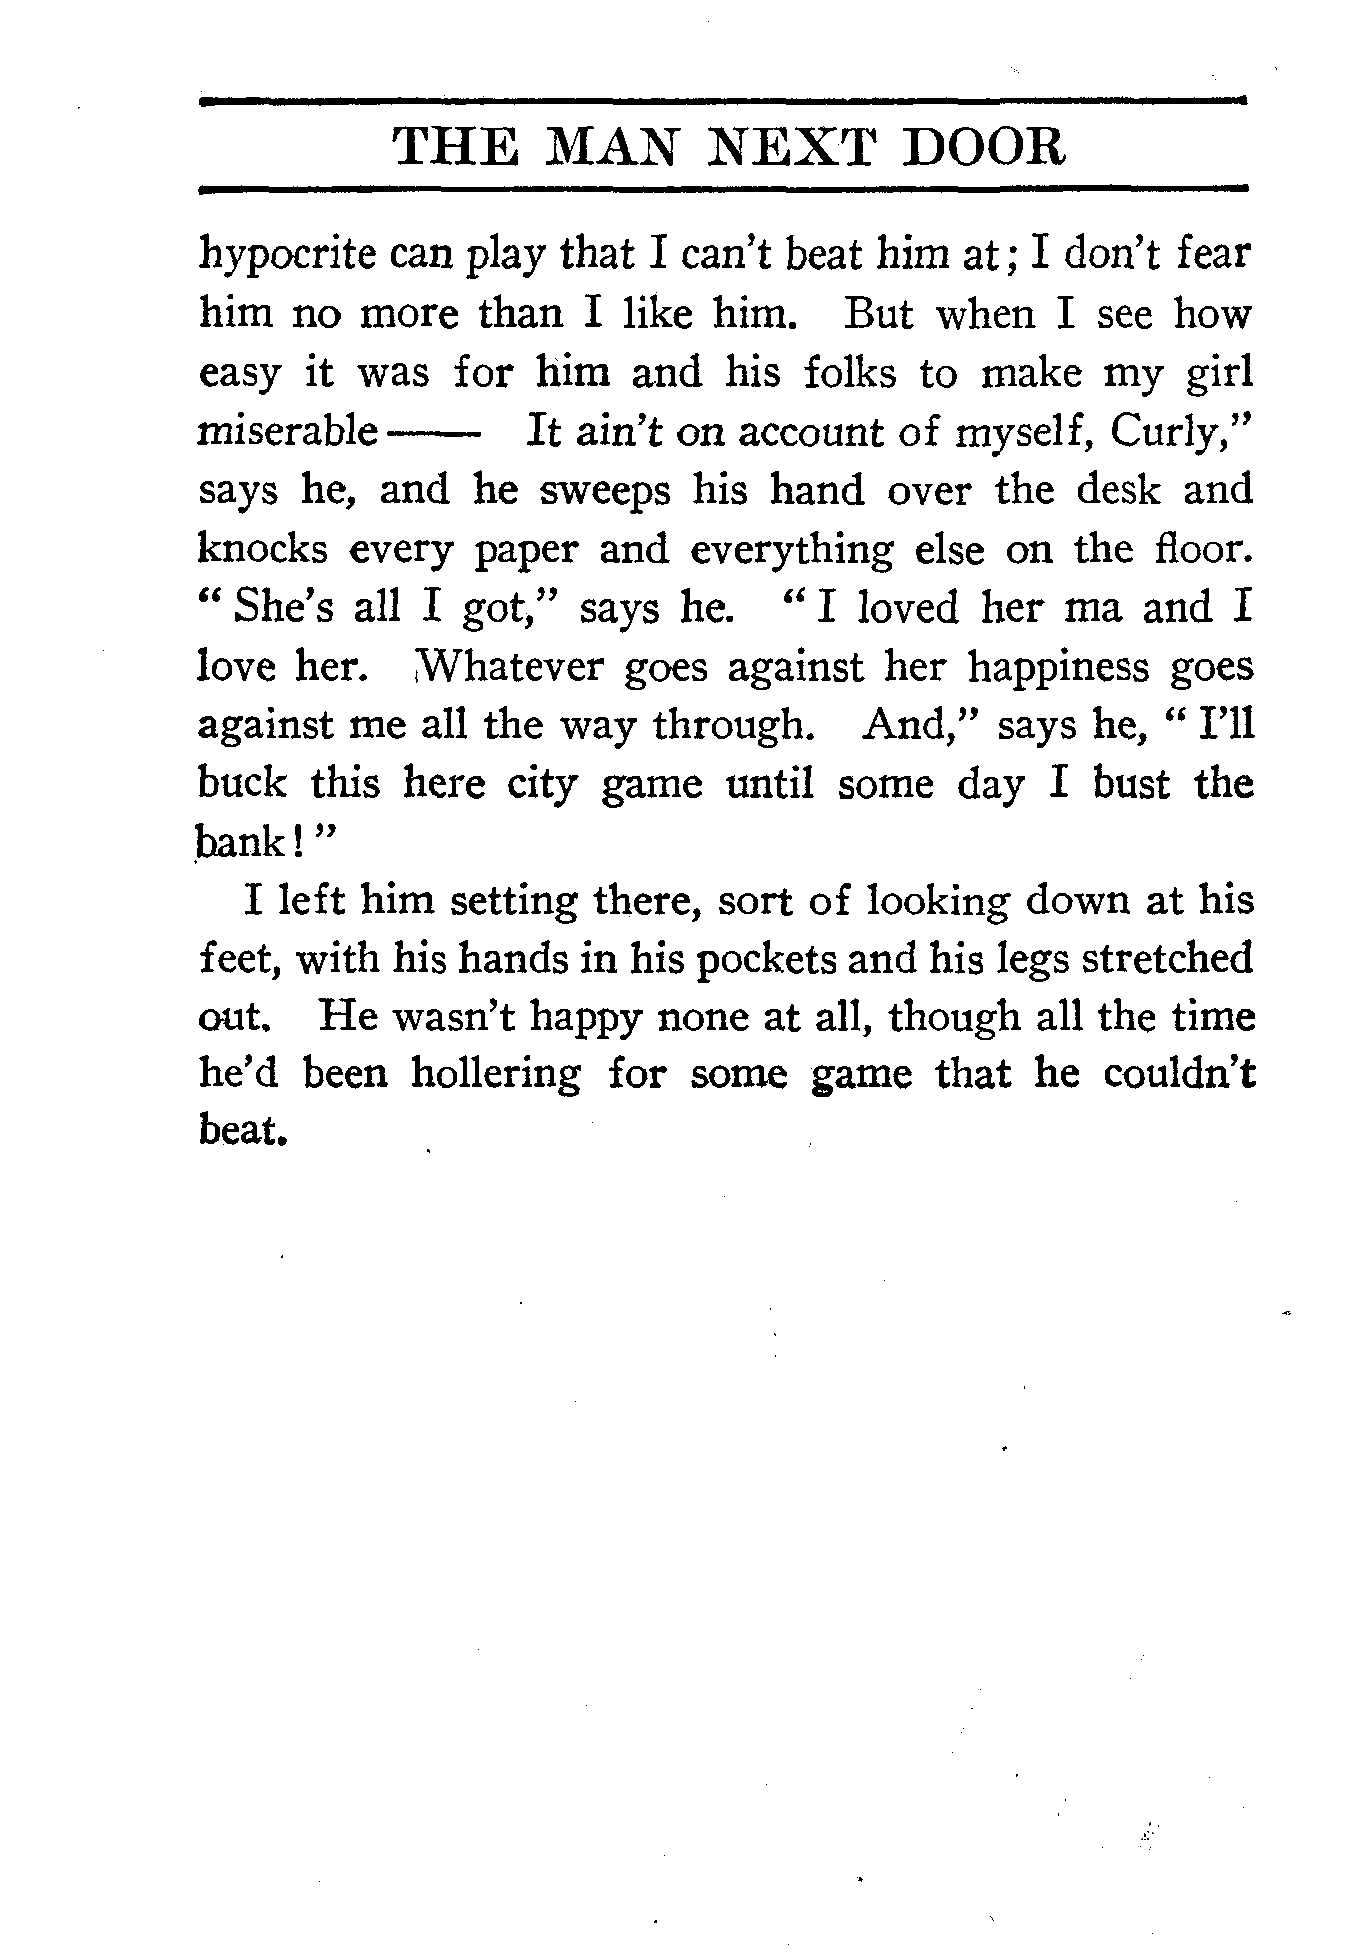 THE MAN NEXT DOOR
hypocrite can play that I can't beat him at; I don't fear
him no more than I like him. But when I see how
easy it was for him and his folks to make my girl
miserable—— It ain't on account of myself, Curly,"
says he, and he sweeps his hand over the desk and
knocks every paper and everything else on the floor.
" She's all I got," says he. " I loved her ma and I
love her. Whatever goes against her happiness goes
against me all the way through. And," says he, " I'll
buck this here city game until some day I bust the
bank! "
I left him setting there, sort of looking down at his
feet, with his hands in his pockets and his legs stretched
out. He wasn't happy none at all, though all the time
he'd been hollering for some game that he couldn't
beat.